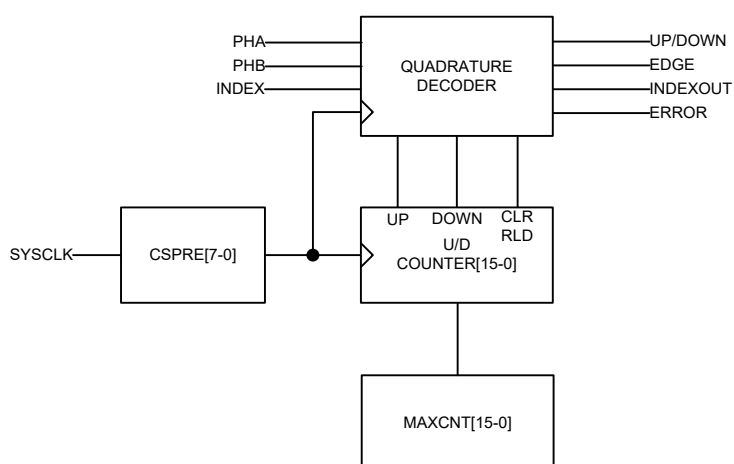 PHA
PHB
INDEX
QUADRATURE
DECODER
UP/DOWN
EDGE
INDEXOUT
ERROR
SYSCLK
CSPRE[7-0]
UP
DOWN
CLR
RLD
U/D
COUNTER[15-0]
MAXCNT[15-0]